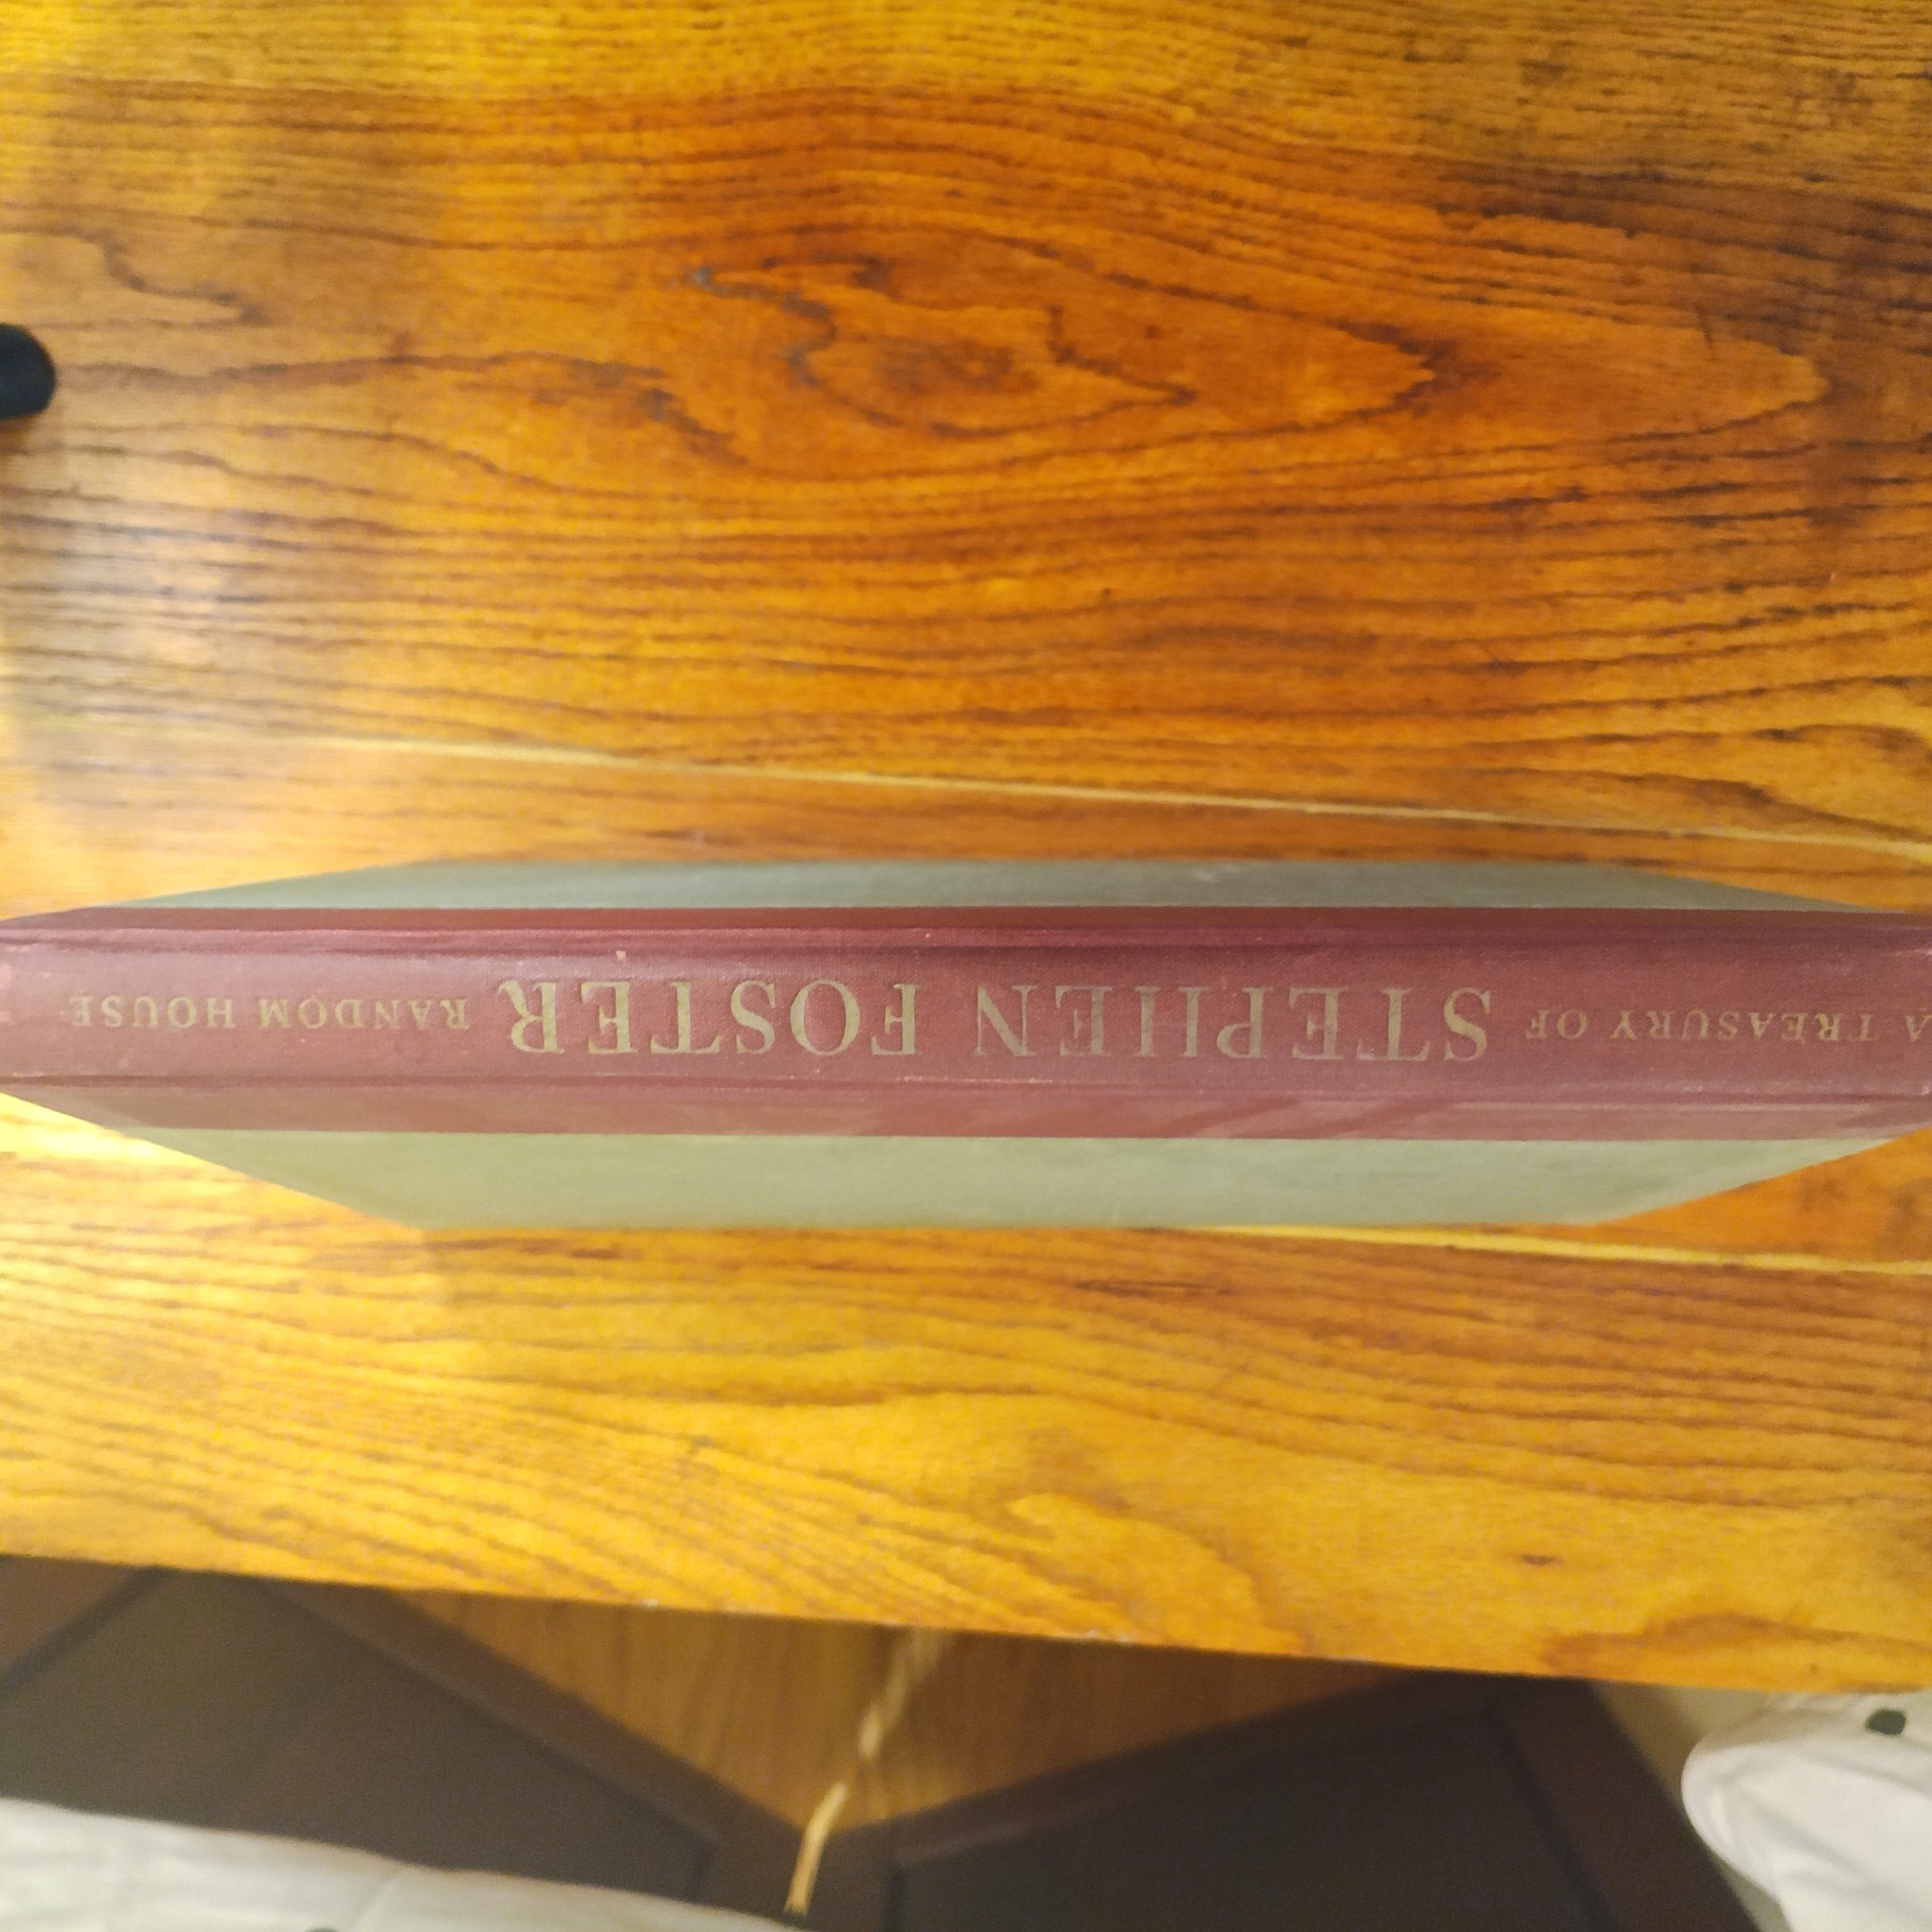 A TREASURY OF STEPHEN FOSTER RANDOM HOUSE